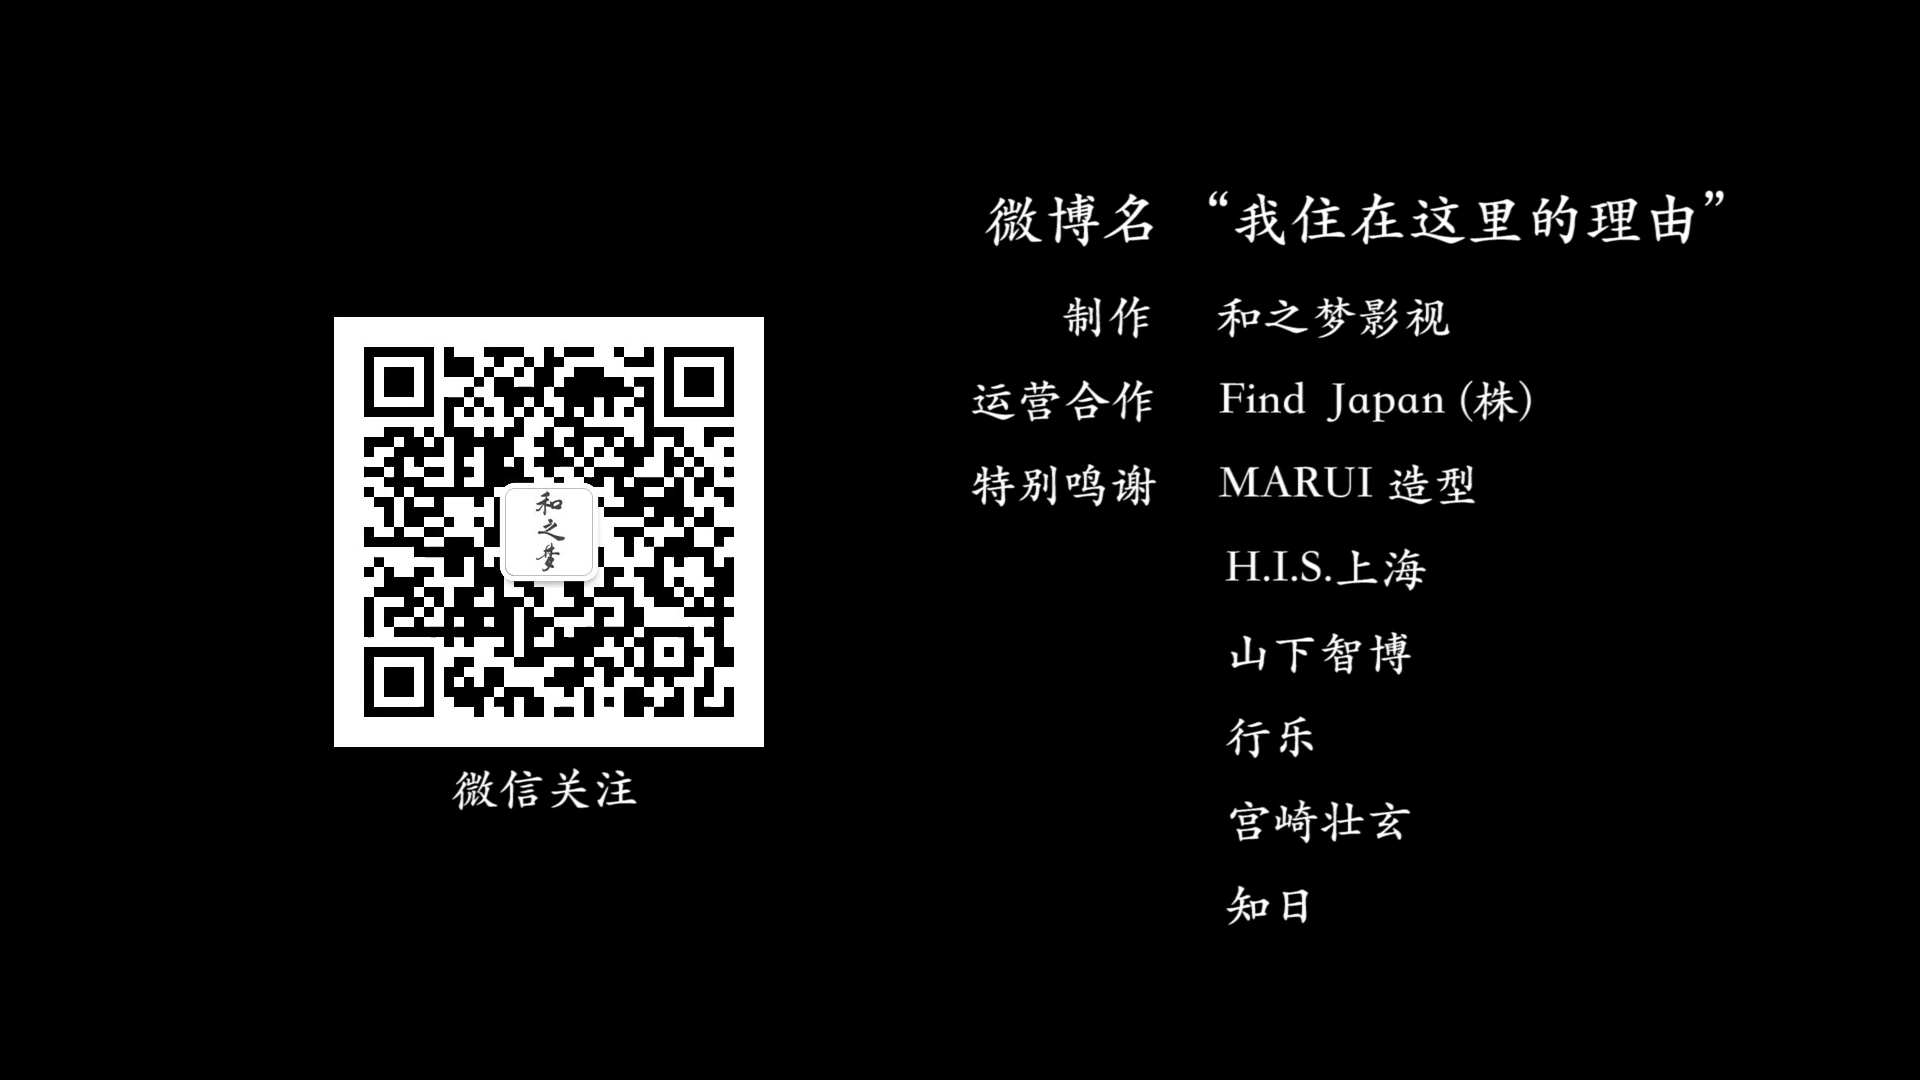 和
之
梦
微信关注
微博名 “我住在这里的理由”
制作 和之梦影视
运营合作 Find Japan (株)
特别鸣谢 MARUI 造型
H.I.S.上海
山下智博
行乐
宫崎壮玄
知日